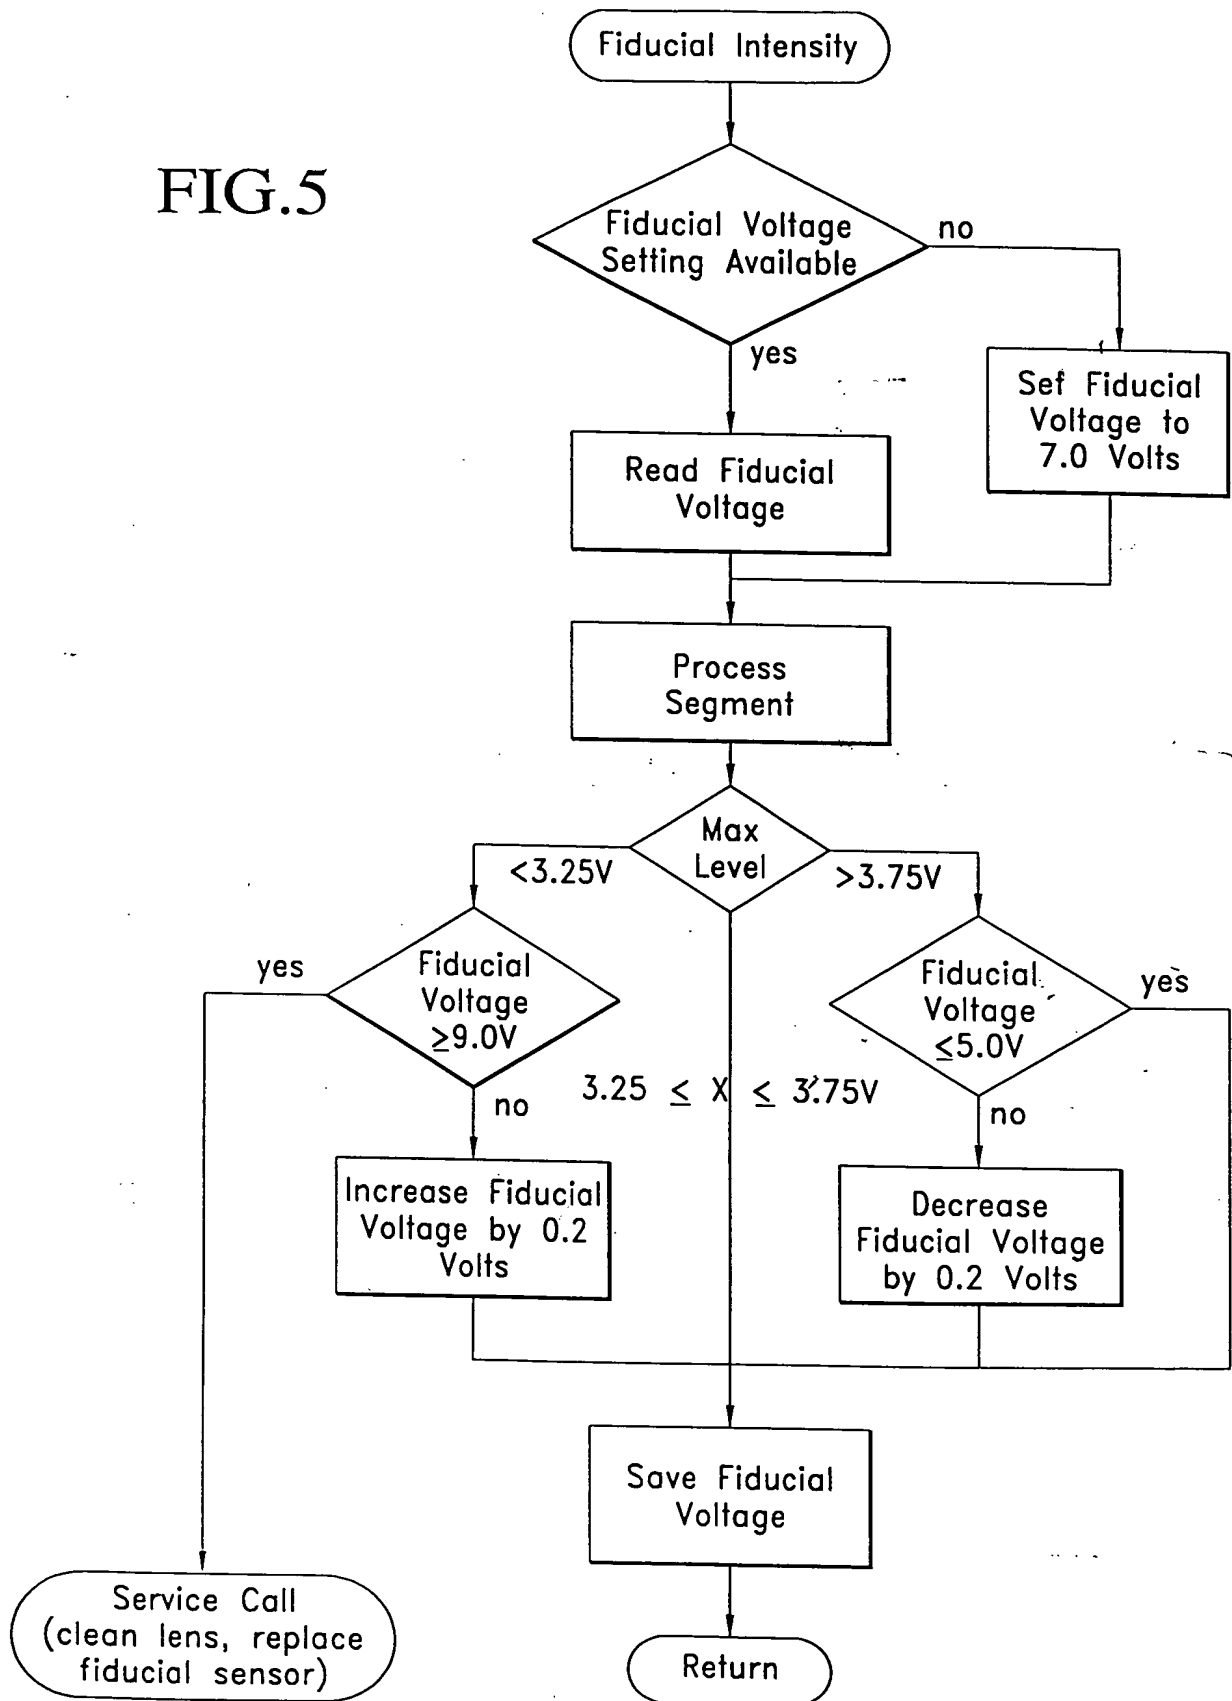 Fiducial Intensity
FIG.5
Fiducial Voltage
Setting Available
no
yes
Sef Fiducial
Voltage to
7.0 Volts
Read Fiducial
Voltage
Process
Segment
Max
Level
<3.25V
>3.75V
yes
Fiducial
Voltage
≥9.0V
Fiducial
Voltage
≤5.0V
yes
3.25 ≤ X ≤ 3.75V
no
no
Increase Fiducial
Voltage by 0.2
Volts
Decrease
Fiducial Voltage
by 0.2 Volts
Save Fiducial
Voltage
Service Call
(clean lens, replace
fiducial sensor)
Return